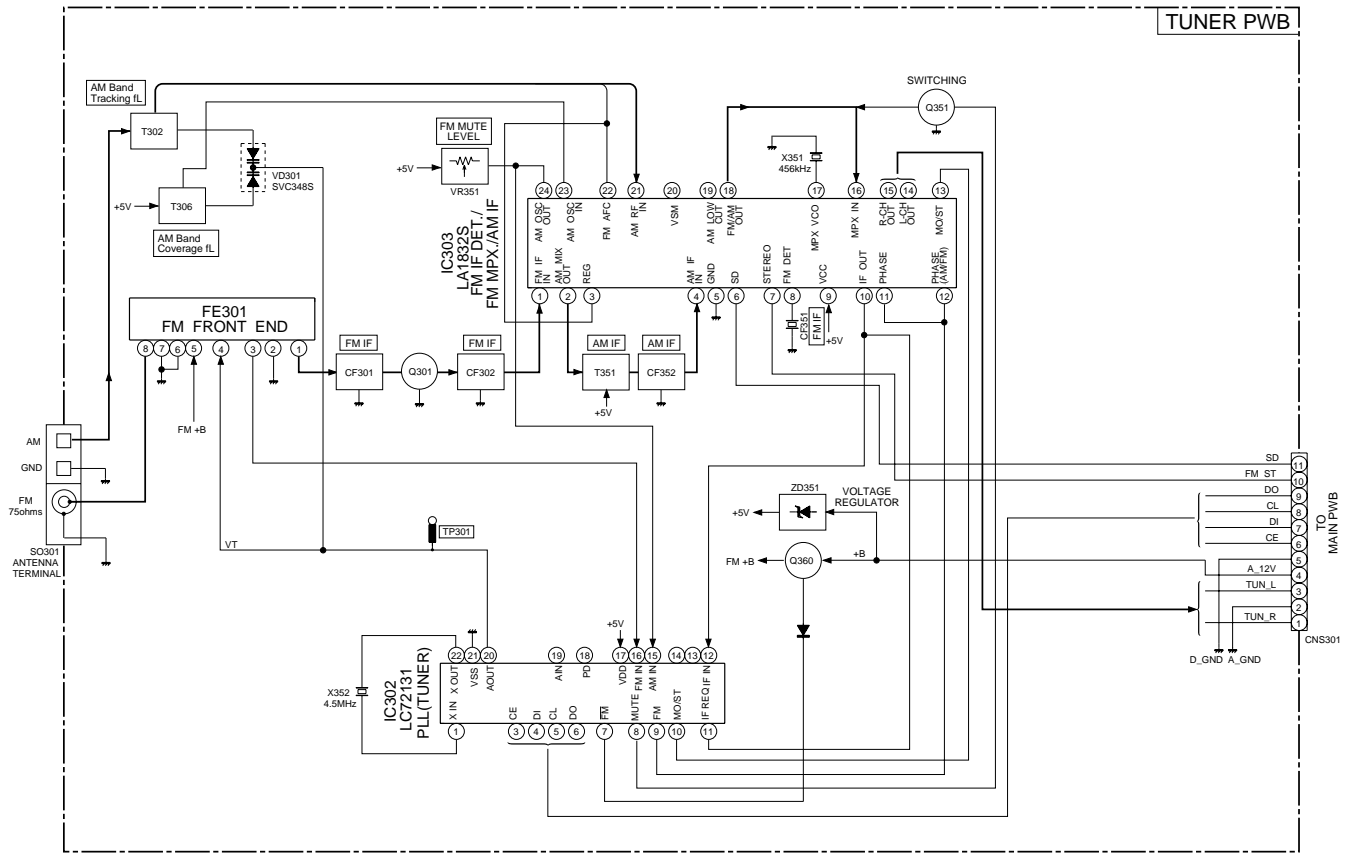 TUNER PWB
SWITCHING
Q351
AM Band
Tracking fL
T302
FM MUTE
LEVEL
+5V
VR351
X351
456kHz
VD301
SVC348S
+5V
T306
AM Band
Coverage fL
24 23 22 21 20 19 18 17 16 15 14 13
AM OSC OUT
AM OSC IN
FM AFC
AM RF IN
VSM
AM LOW OUT
FM/AM OUT
MPX VCO
MPX IN
R-CH OUT
L-CH OUT
MO/ST
IC303
LA1832S
FM IF DET./
FM MPX./AM IF
FM IF IN
AM MIX OUT
REG
AM IF IN
GND
SD
STEREO
FM DET
VCC
IF OUT
PHASE
PHASE (AM/FM)
1 2 3 4 5 6 7 8 9 10 11 12
CF351
FM IF
+5V
FE301
FM FRONT END
8 7 6 5 4 3 2 1
FM IF
CF301
Q301
FM IF
CF302
AM IF
T351
+5V
AM IF
CF352
FM +B
AM
GND
FM
75ohms
SO301
ANTENNA
TERMINAL
VT
TP301
ZD351
VOLTAGE
REGULATOR
+5V
FM +B
Q360
+B
SD 11
FM ST 10
DO 9
CL 8
DI 7
CE 6
5
A_12V 4
TUN_L 3
2
TUN_R 1
TO
MAIN PWB
CNS301
D_GND A_GND
+5V
22 21 20 19 18 17 16 15 14 13 12
X OUT
VSS
AOUT
AIN
PD
VDD
FM IN
AM IN
IF IN
X352
4.5MHz
IC302
LC72131
PLL(TUNER)
X IN
CE
DI
CL
DO
FM
MUTE
FM
MO/ST
IF REQ
1 3 4 5 6 7 8 9 10 11